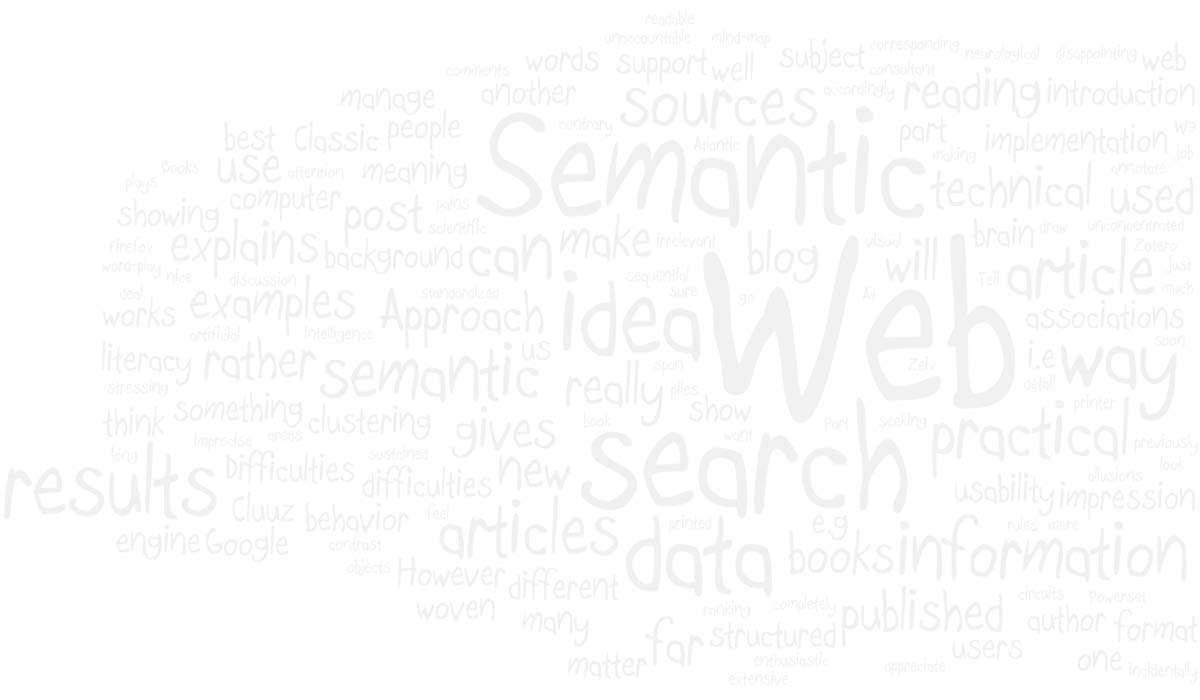 readable
unaccountable mind-map
words support well subject corresponding neurological disappointing web
comments consultant
manage another sources accordingly reading introduction
best Classic people contrary Semantic Atlantic part implementation W3
Books use attention meaning making annotate lab
plays computer pains technical used
showing post scientific brain draw unconcentrated
Firefox explains background can make irrelevant blog visual will article Zotero
word-play nice discussion sequential Tell just
deal examples standardized idea sure go Web All much
works Approach associations
artificial intelligence us soon
literacy rather semantic really span Zelv i.e way
stressing piles detail
think something clustering book show printer
imprecise areas gives want Part seeking practical previously
long sustained search look
results Difficulties difficulties new usability allusions impression
Cluuz behavior feel articles printed e.g rules mere
engine Google contrast data books information
objects However different circuits Powerset
woven many ranking completely published author format
far structured users
matter enthusiastic appreciate one incidentally
extensive